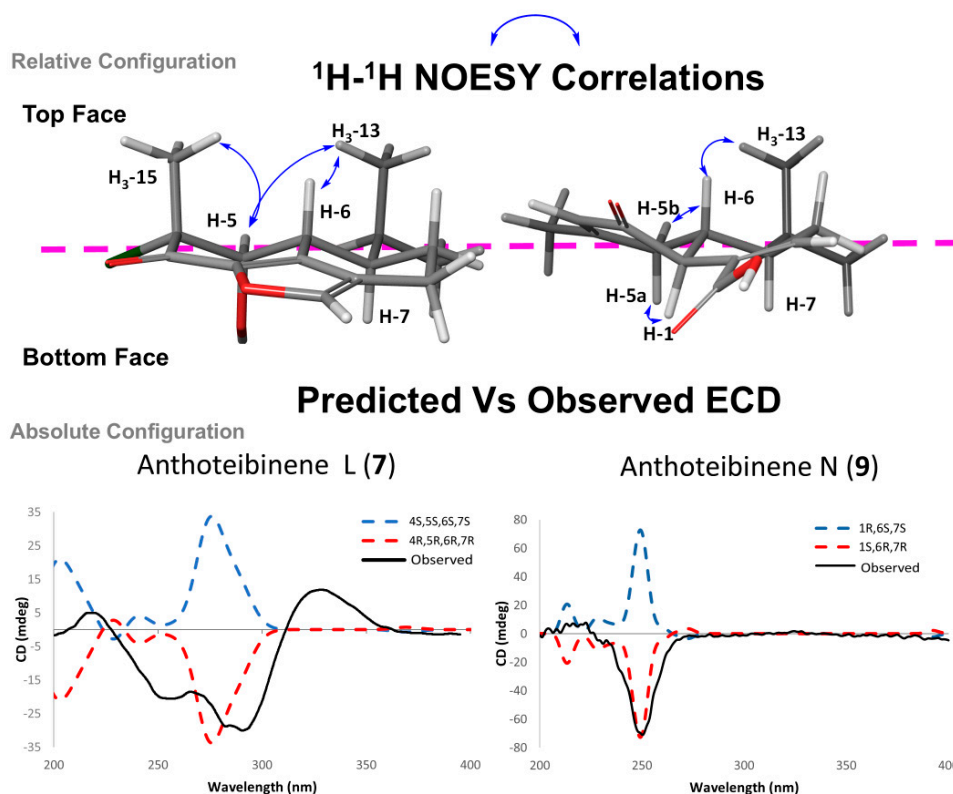 Relative Configuration
¹H-¹H NOESY Correlations
Top Face
H₃-15
H-5
H₃-13
H-6
H-7
H₃-13
H-6
H-5b
H-5a
H-1
H-7
Bottom Face
Predicted Vs Observed ECD
Absolute Configuration
Anthoteibinene L (7)
35
25
15
5
-5
-15
-25
-35
CD (mdeg)
4S,5S,6S,7S
4R,5R,6R,7R
Observed
200 250 300 350 400
Wavelength (nm)
Anthoteibinene N (9)
80
60
40
20
0
-20
-40
-60
-80
CD (mdeg)
1R,6S,7S
1S,6R,7R
Observed
200 250 300 350 400
Wavelength (nm)